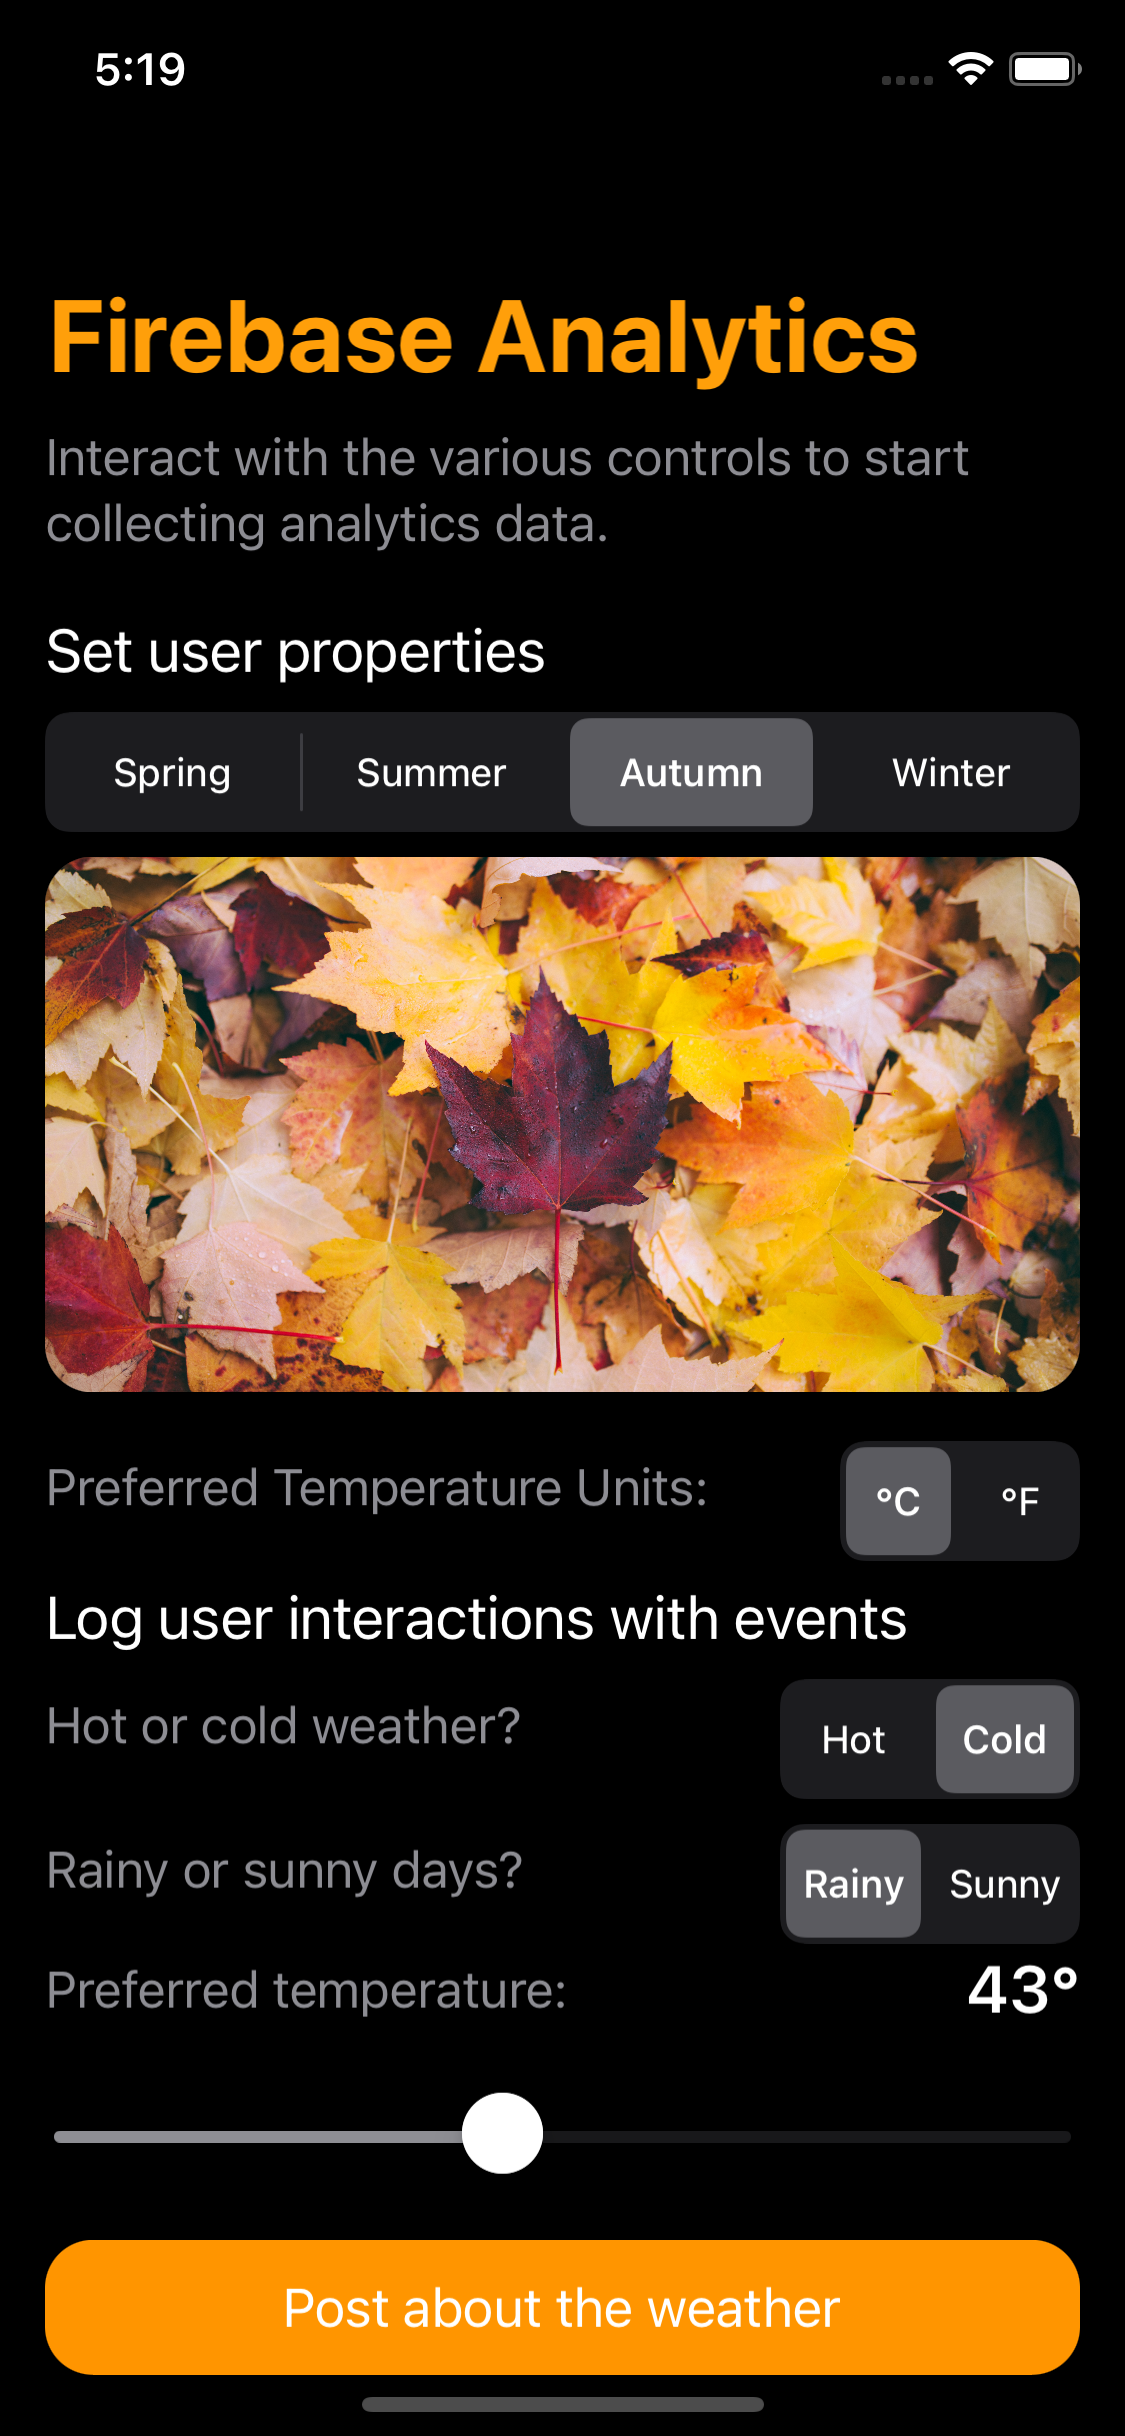 5:19
Firebase Analytics
Interact with the various controls to start
collecting analytics data.
Set user properties
Spring Summer Autumn Winter
Preferred Temperature Units: °C °F
Log user interactions with events
Hot or cold weather? Hot Cold
Rainy or sunny days? Rainy Sunny
Preferred temperature: 43°
Post about the weather